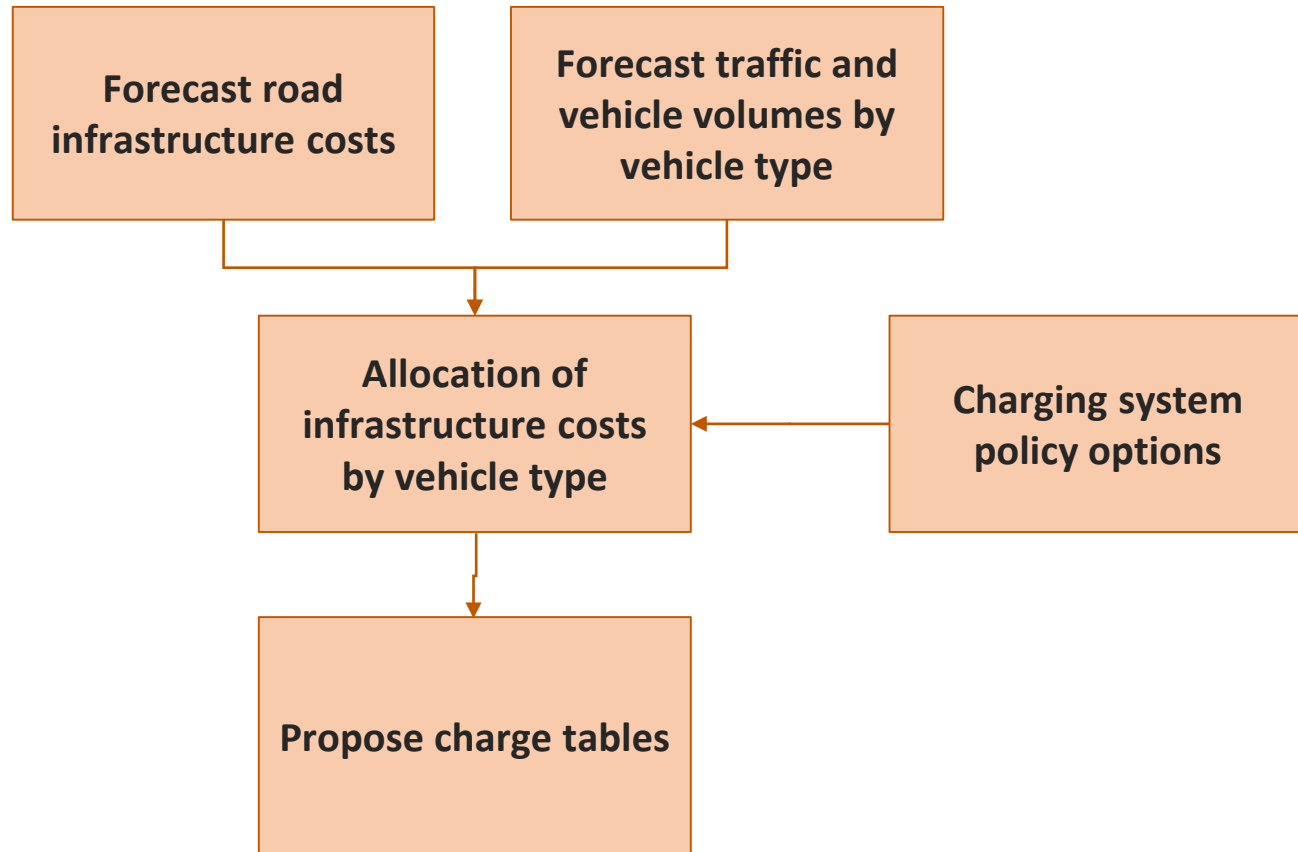 Forecast road
infrastructure costs
Forecast traffic and
vehicle volumes by
vehicle type
Allocation of
infrastructure costs
by vehicle type
Charging system
policy options
Propose charge tables